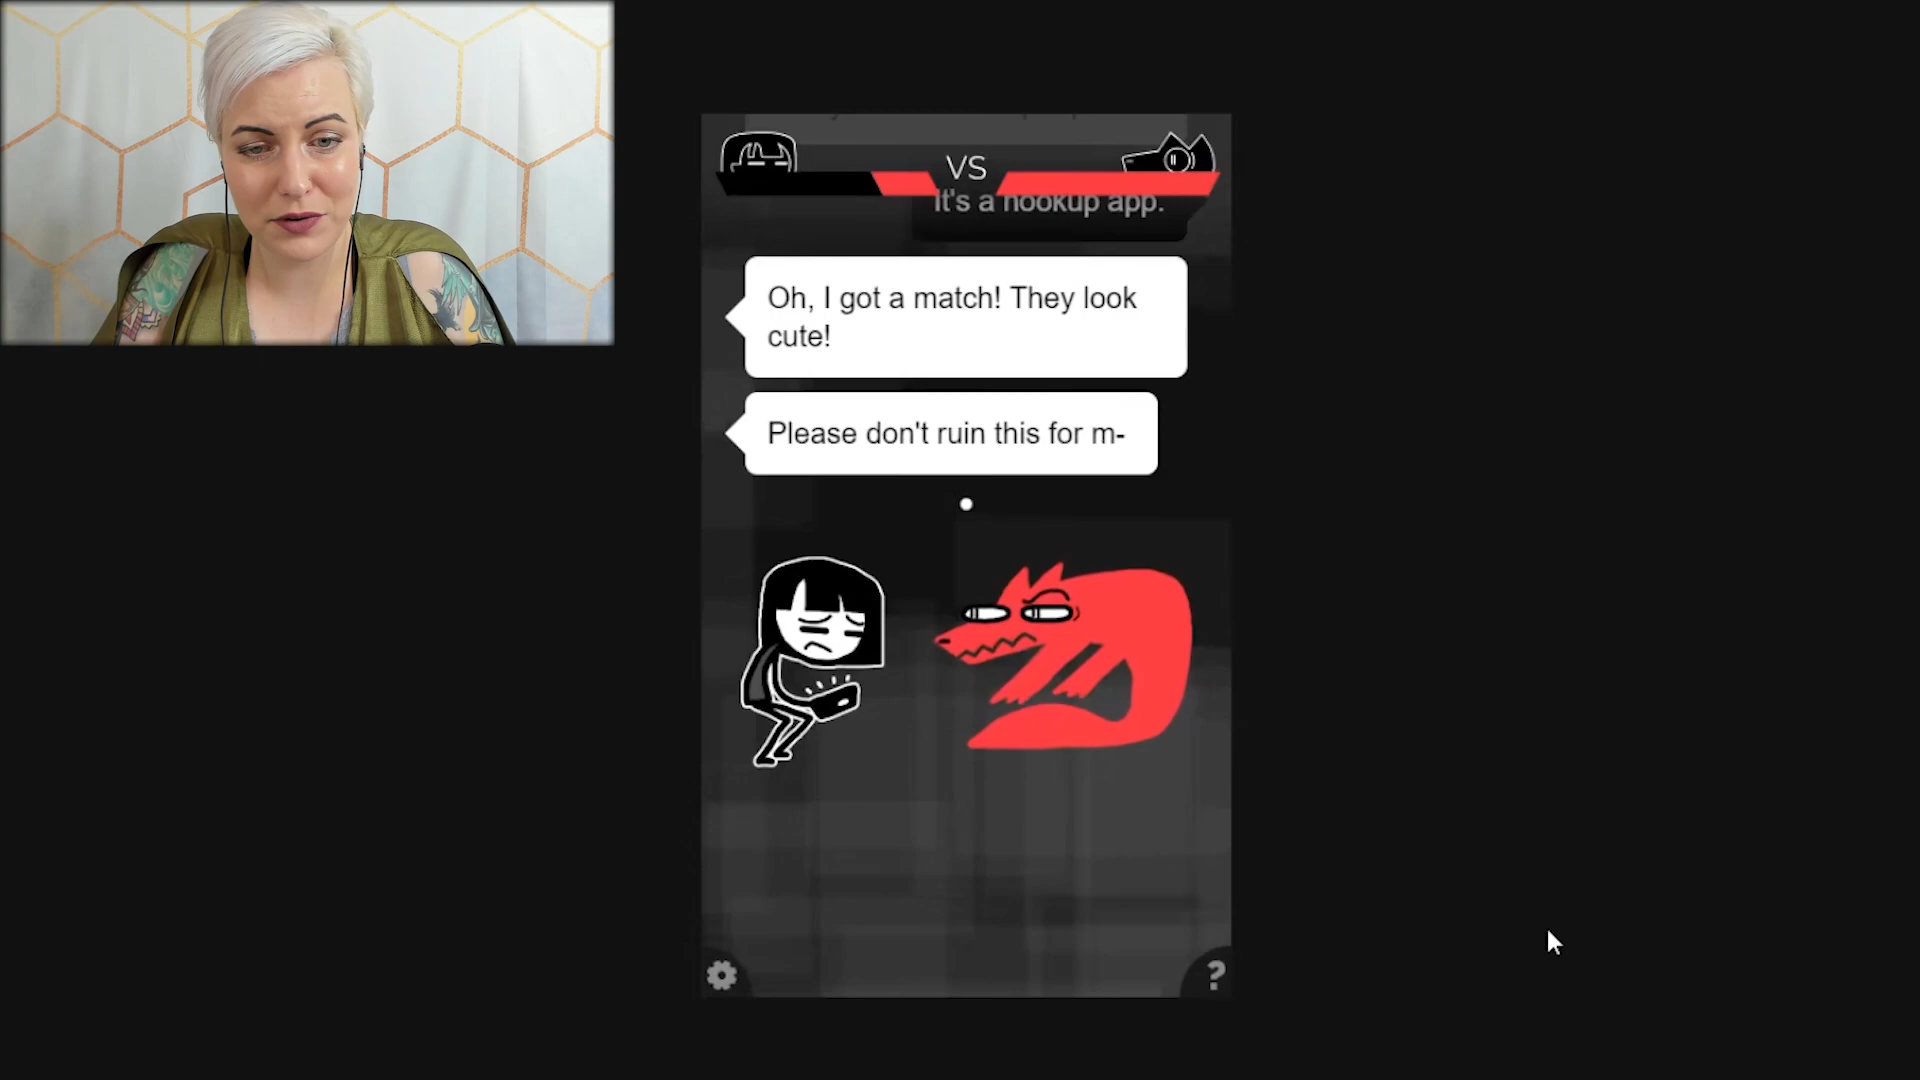 VS
It's a hookup app.
Oh, I got a match! They look
cute!
Please don't ruin this for m-
?